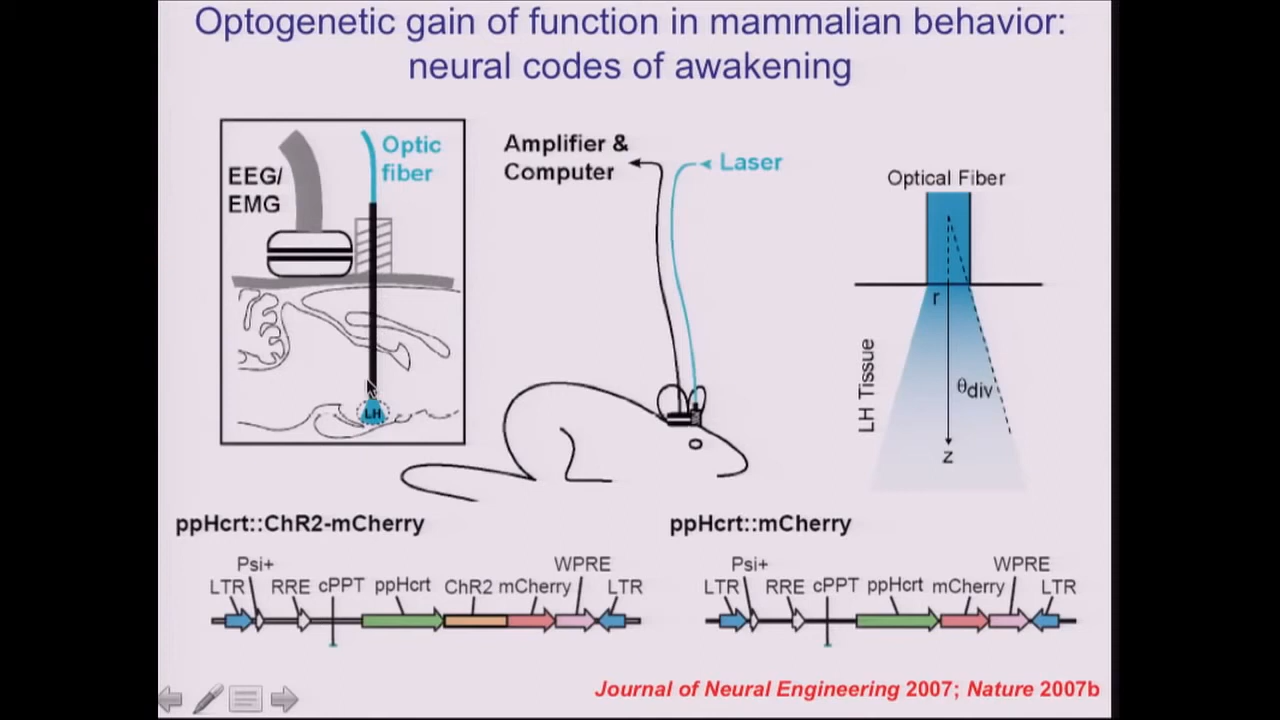 Optogenetic gain of function in mammalian behavior:
neural codes of awakening
EEG/
EMG
Optic
fiber
LH
Amplifier &
Computer
Laser
Optical Fiber
r
LH Tissue
θdiv
z
ppHcrt::ChR2-mCherry
Psi+
WPRE
LTR
RRE cPPT ppHcrt ChR2 mCherry
LTR
ppHcrt::mCherry
Psi+
WPRE
LTR
RRE cPPT ppHcrt mCherry
LTR
Journal of Neural Engineering 2007; Nature 2007b